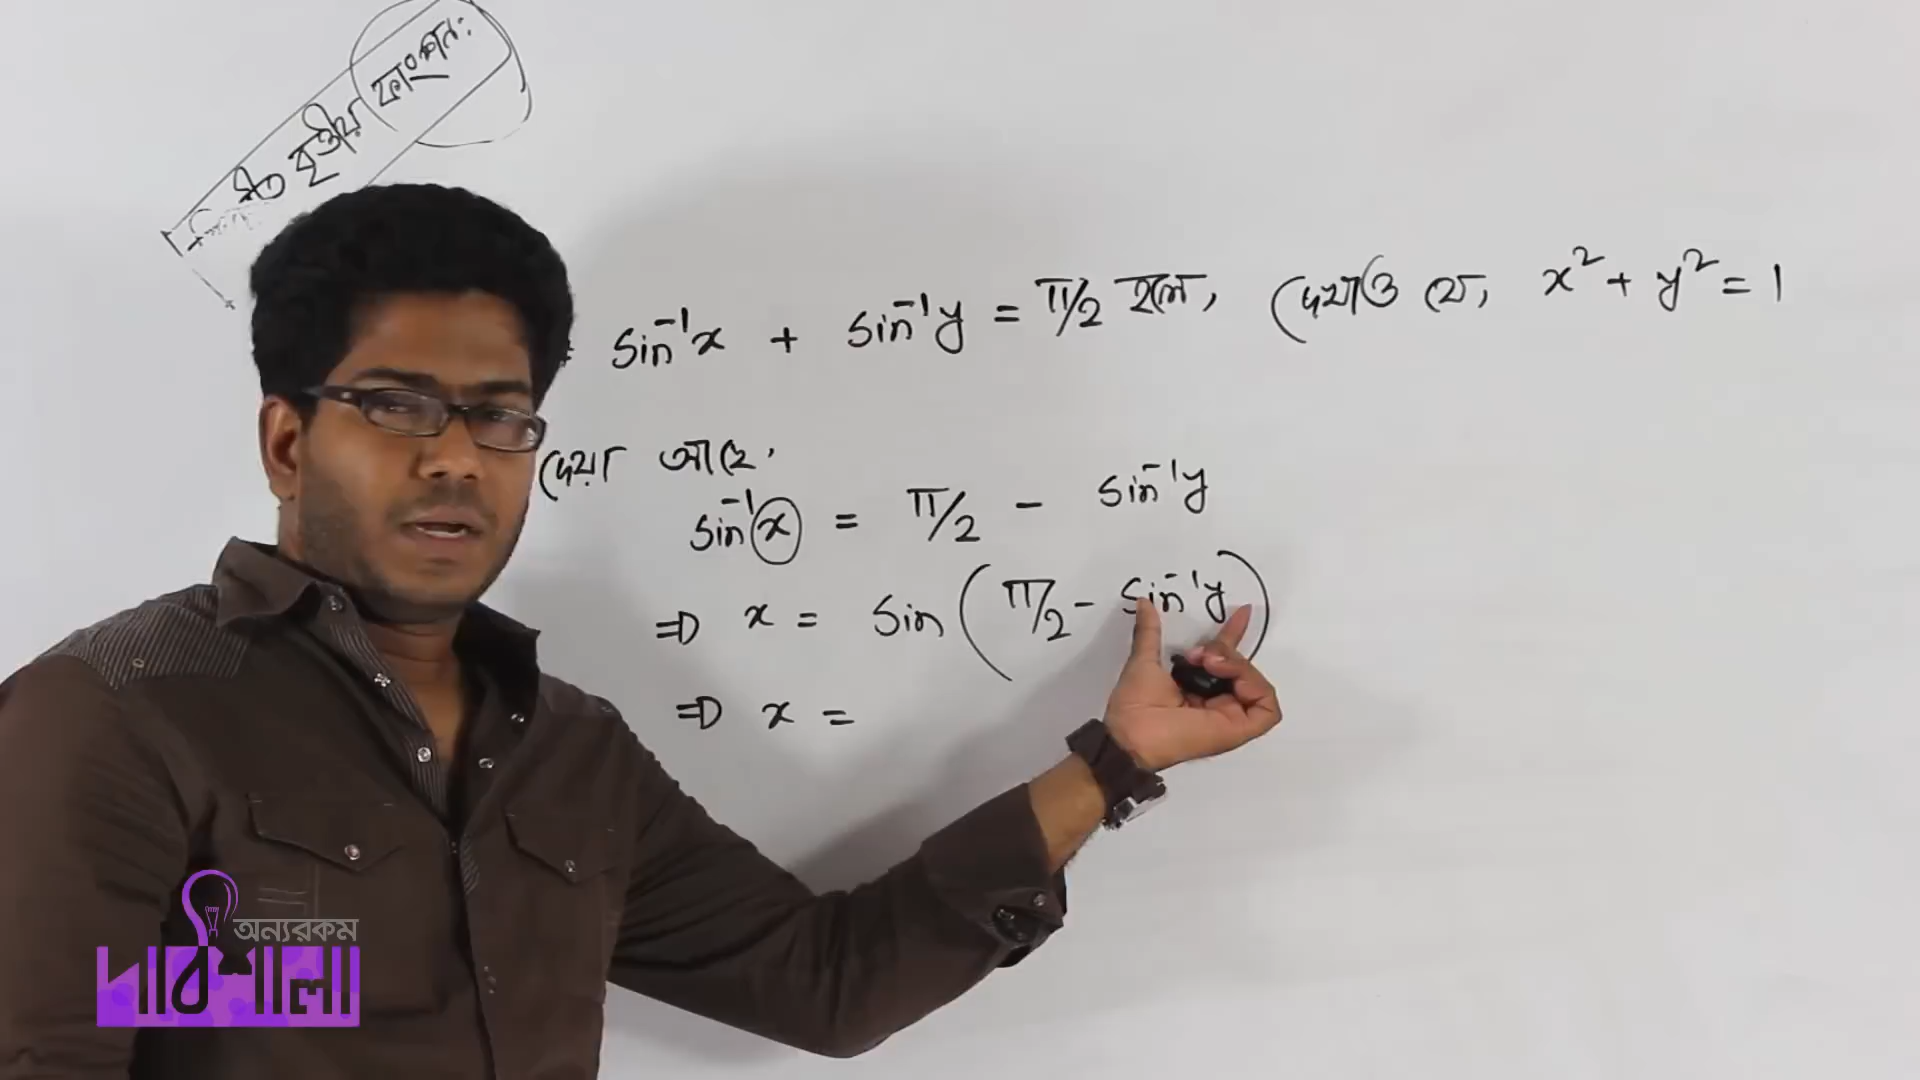 বৃত্তীয় ফাংশন:
sin⁻¹x + sin⁻¹y = π/2 হলে, দেখাও যে, x² + y² = 1
দেয়া আছে,
sin⁻¹x = π/2 - sin⁻¹y
⇒ x = sin(π/2 - sin⁻¹y)
⇒ x =
অন্যরকম
পাঠশালা